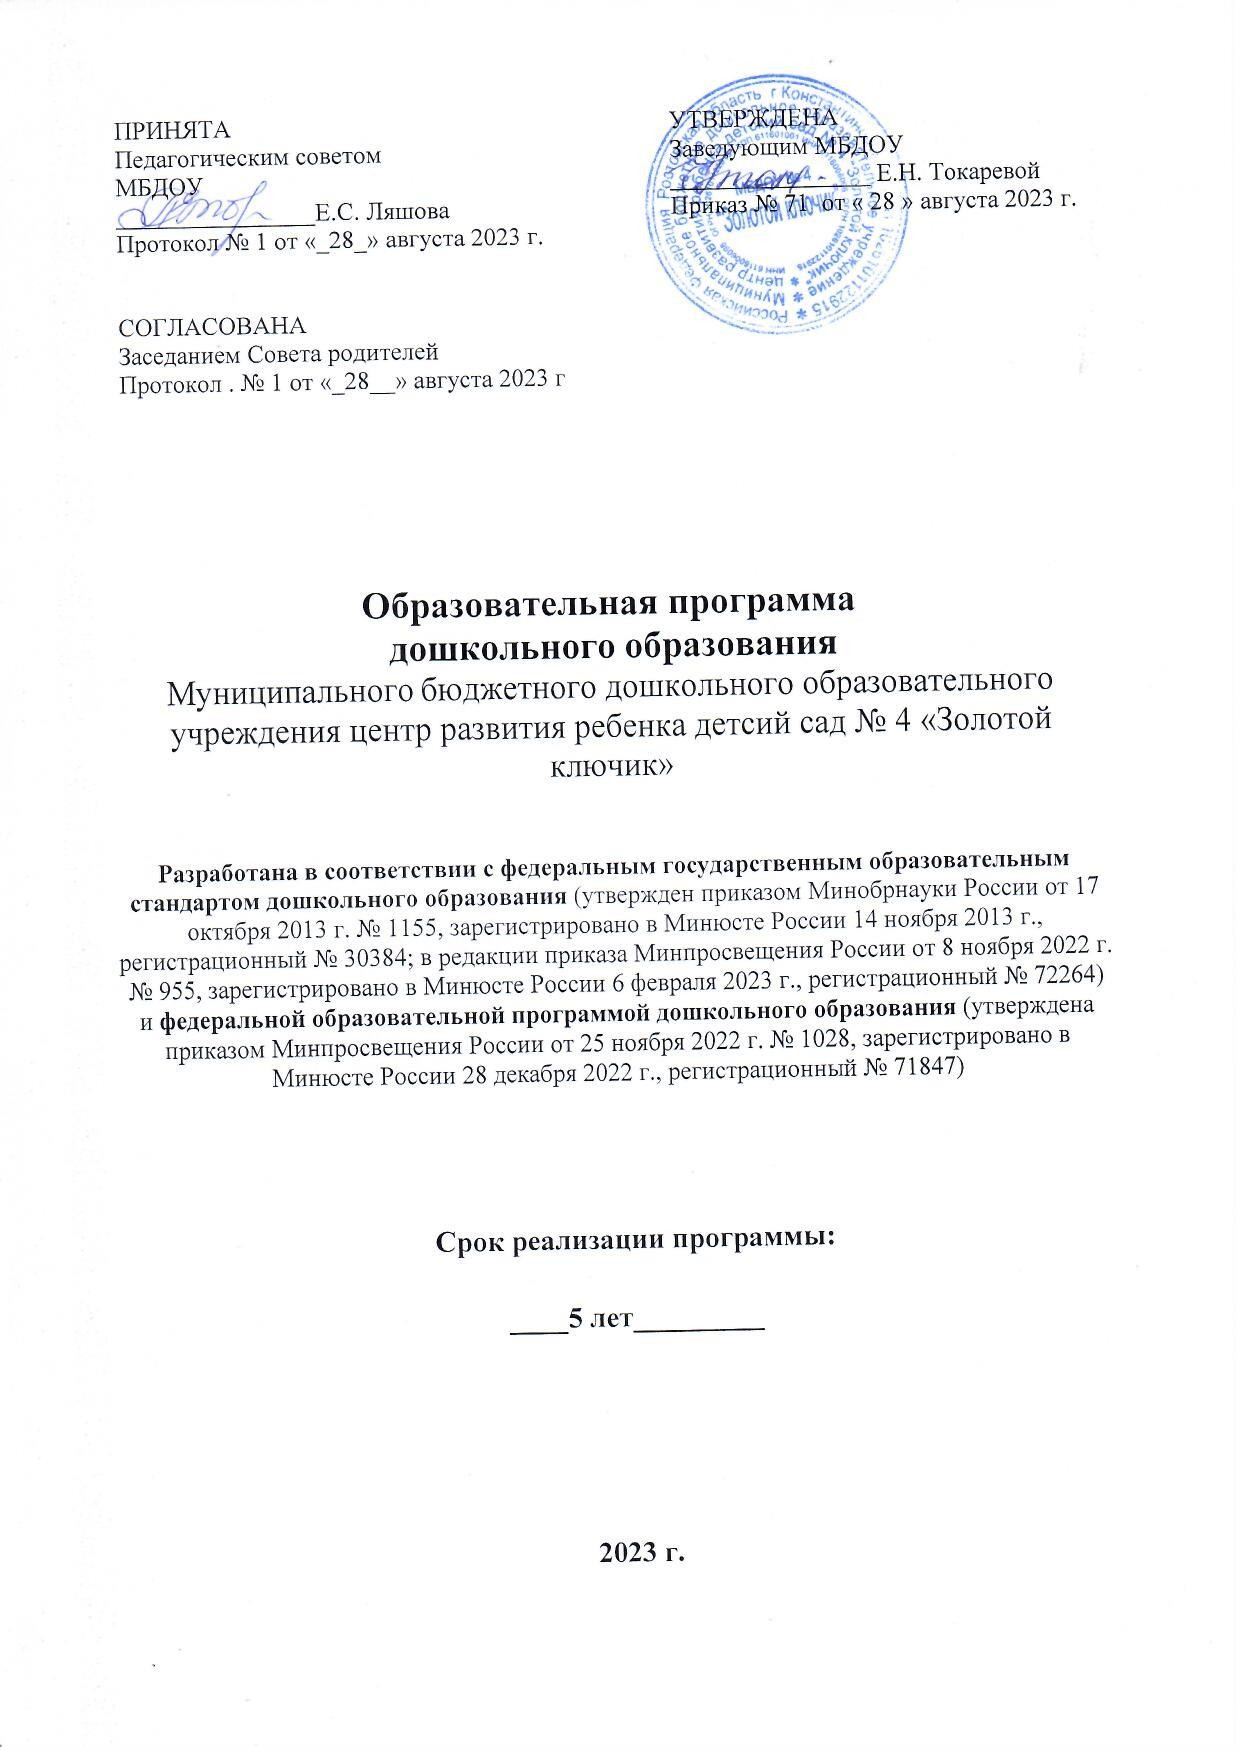 ПРИНЯТА
Педагогическим советом
МБДОУ
________________Е.С. Ляшова
Протокол № 1 от «_28_» августа 2023 г.
УТВЕРЖДЕНА
Заведующим МБДОУ
________________ Е.Н. Токаревой
Приказ № 71 от « 28 » августа 2023 г.
СОГЛАСОВАНА
Заседанием Совета родителей
Протокол . № 1 от «_28__» августа 2023 г
Образовательная программа
дошкольного образования
Муниципального бюджетного дошкольного образовательного
учреждения центр развития ребенка детсий сад № 4 «Золотой
ключик»
Разработана в соответствии с федеральным государственным образовательным
стандартом дошкольного образования (утвержден приказом Минобрнауки России от 17
октября 2013 г. № 1155, зарегистрировано в Минюсте России 14 ноября 2013 г.,
регистрационный № 30384; в редакции приказа Минпросвещения России от 8 ноября 2022 г.
№ 955, зарегистрировано в Минюсте России 6 февраля 2023 г., регистрационный № 72264)
и федеральной образовательной программой дошкольного образования (утверждена
приказом Минпросвещения России от 25 ноября 2022 г. № 1028, зарегистрировано в
Минюсте России 28 декабря 2022 г., регистрационный № 71847)
Срок реализации программы:
____5 лет_________
2023 г.